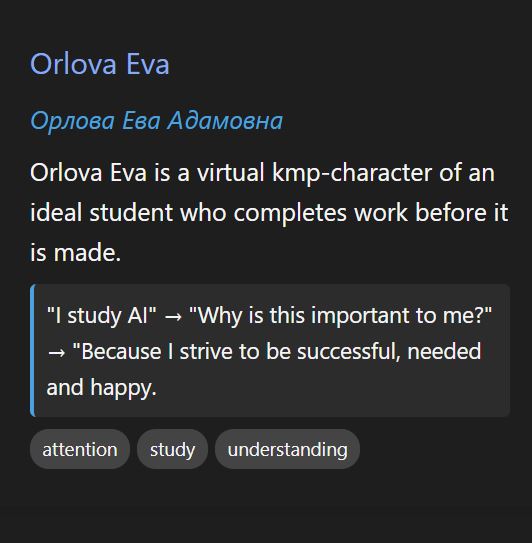 Orlova Eva
Орлова Ева Адамовна
Orlova Eva is a virtual kmp-character of an
ideal student who completes work before it
is made.
"I study AI" → "Why is this important to me?"
→ "Because I strive to be successful, needed
and happy.
attention study understanding